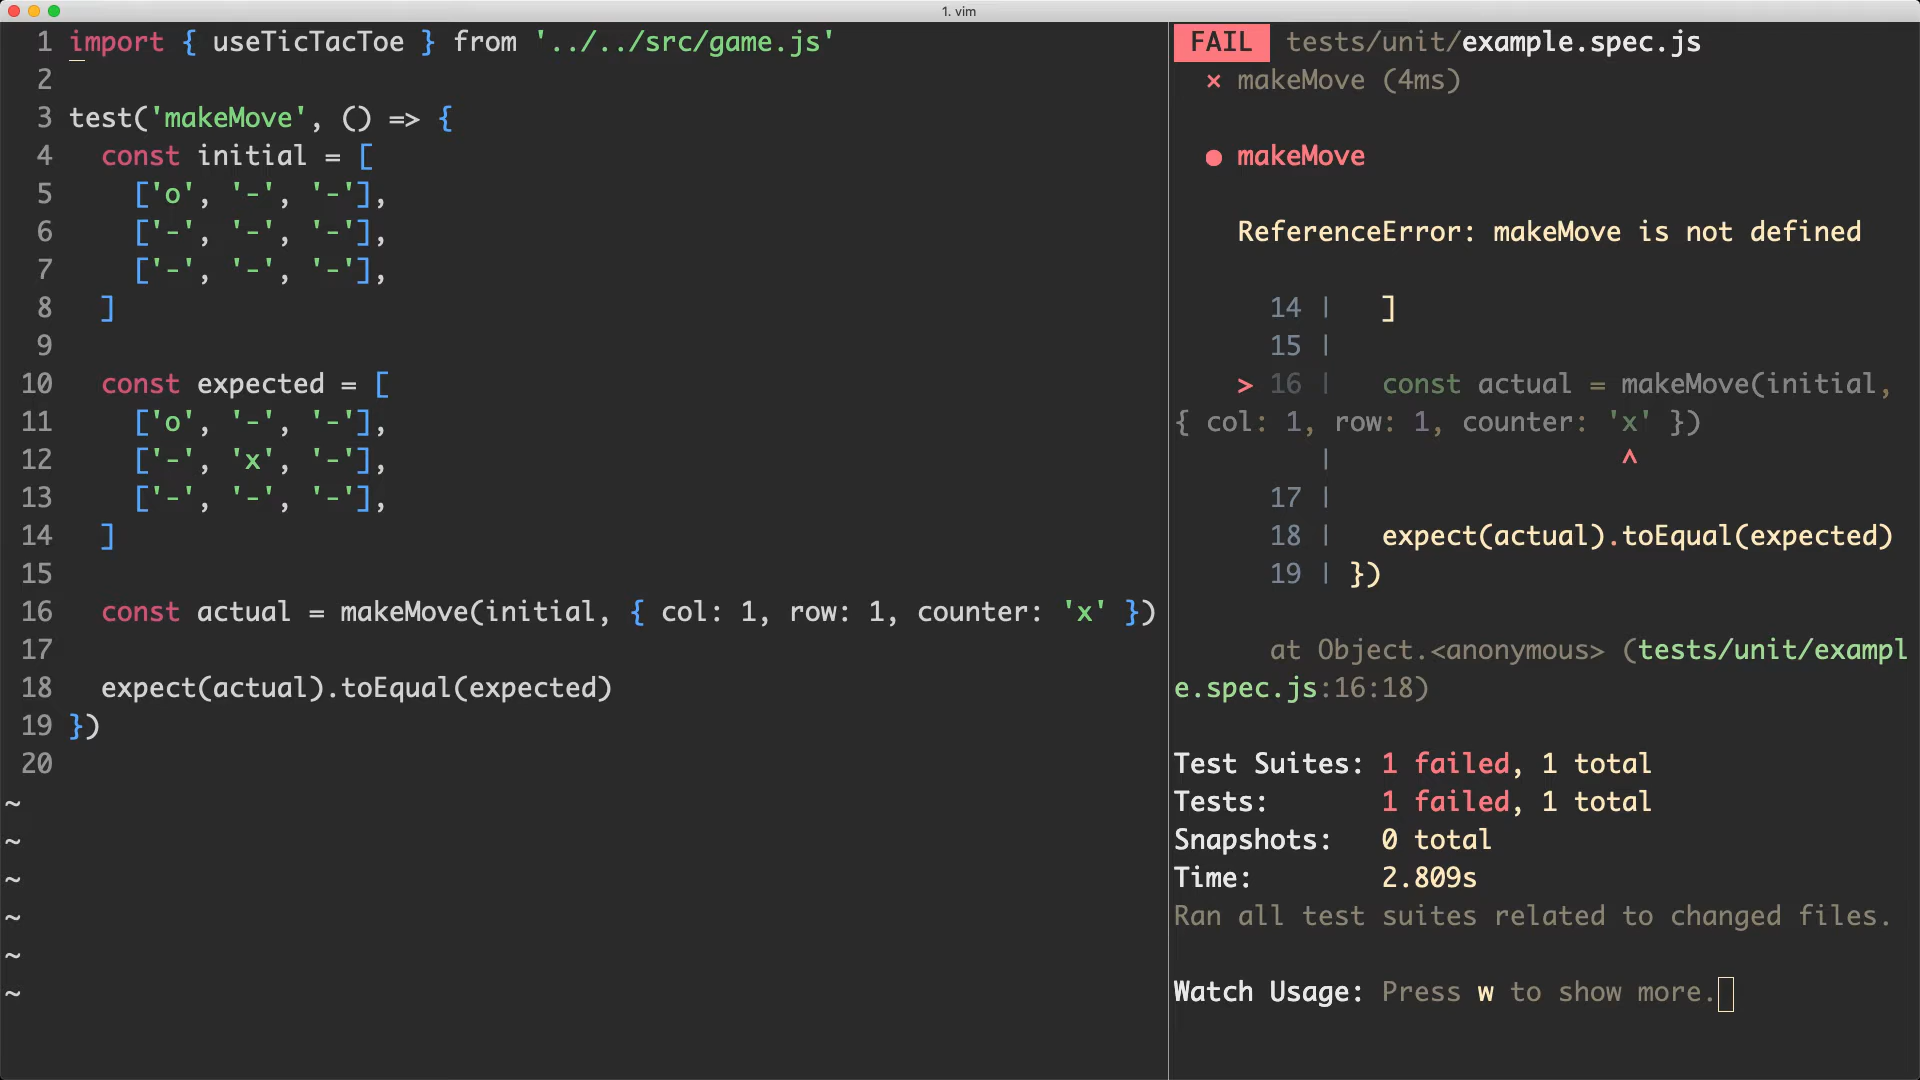 1. vim
1 import { useTicTacToe } from '../../src/game.js'
2
3 test('makeMove', () => {
4   const initial = [
5     ['o', '-', '-'],
6     ['-', '-', '-'],
7     ['-', '-', '-'],
8   ]
9
10   const expected = [
11     ['o', '-', '-'],
12     ['-', 'x', '-'],
13     ['-', '-', '-'],
14   ]
15
16   const actual = makeMove(initial, { col: 1, row: 1, counter: 'x' })
17
18   expect(actual).toEqual(expected)
19 })
20
~
~
~
~
~
~
FAIL tests/unit/example.spec.js
× makeMove (4ms)
● makeMove
ReferenceError: makeMove is not defined
14 |   ]
15 |
> 16 |   const actual = makeMove(initial,
{ col: 1, row: 1, counter: 'x' })
|                  ^
17 |
18 |   expect(actual).toEqual(expected)
19 | })
at Object.<anonymous> (tests/unit/exampl
e.spec.js:16:18)
Test Suites: 1 failed, 1 total
Tests:       1 failed, 1 total
Snapshots:   0 total
Time:        2.809s
Ran all test suites related to changed files.
Watch Usage: Press w to show more.